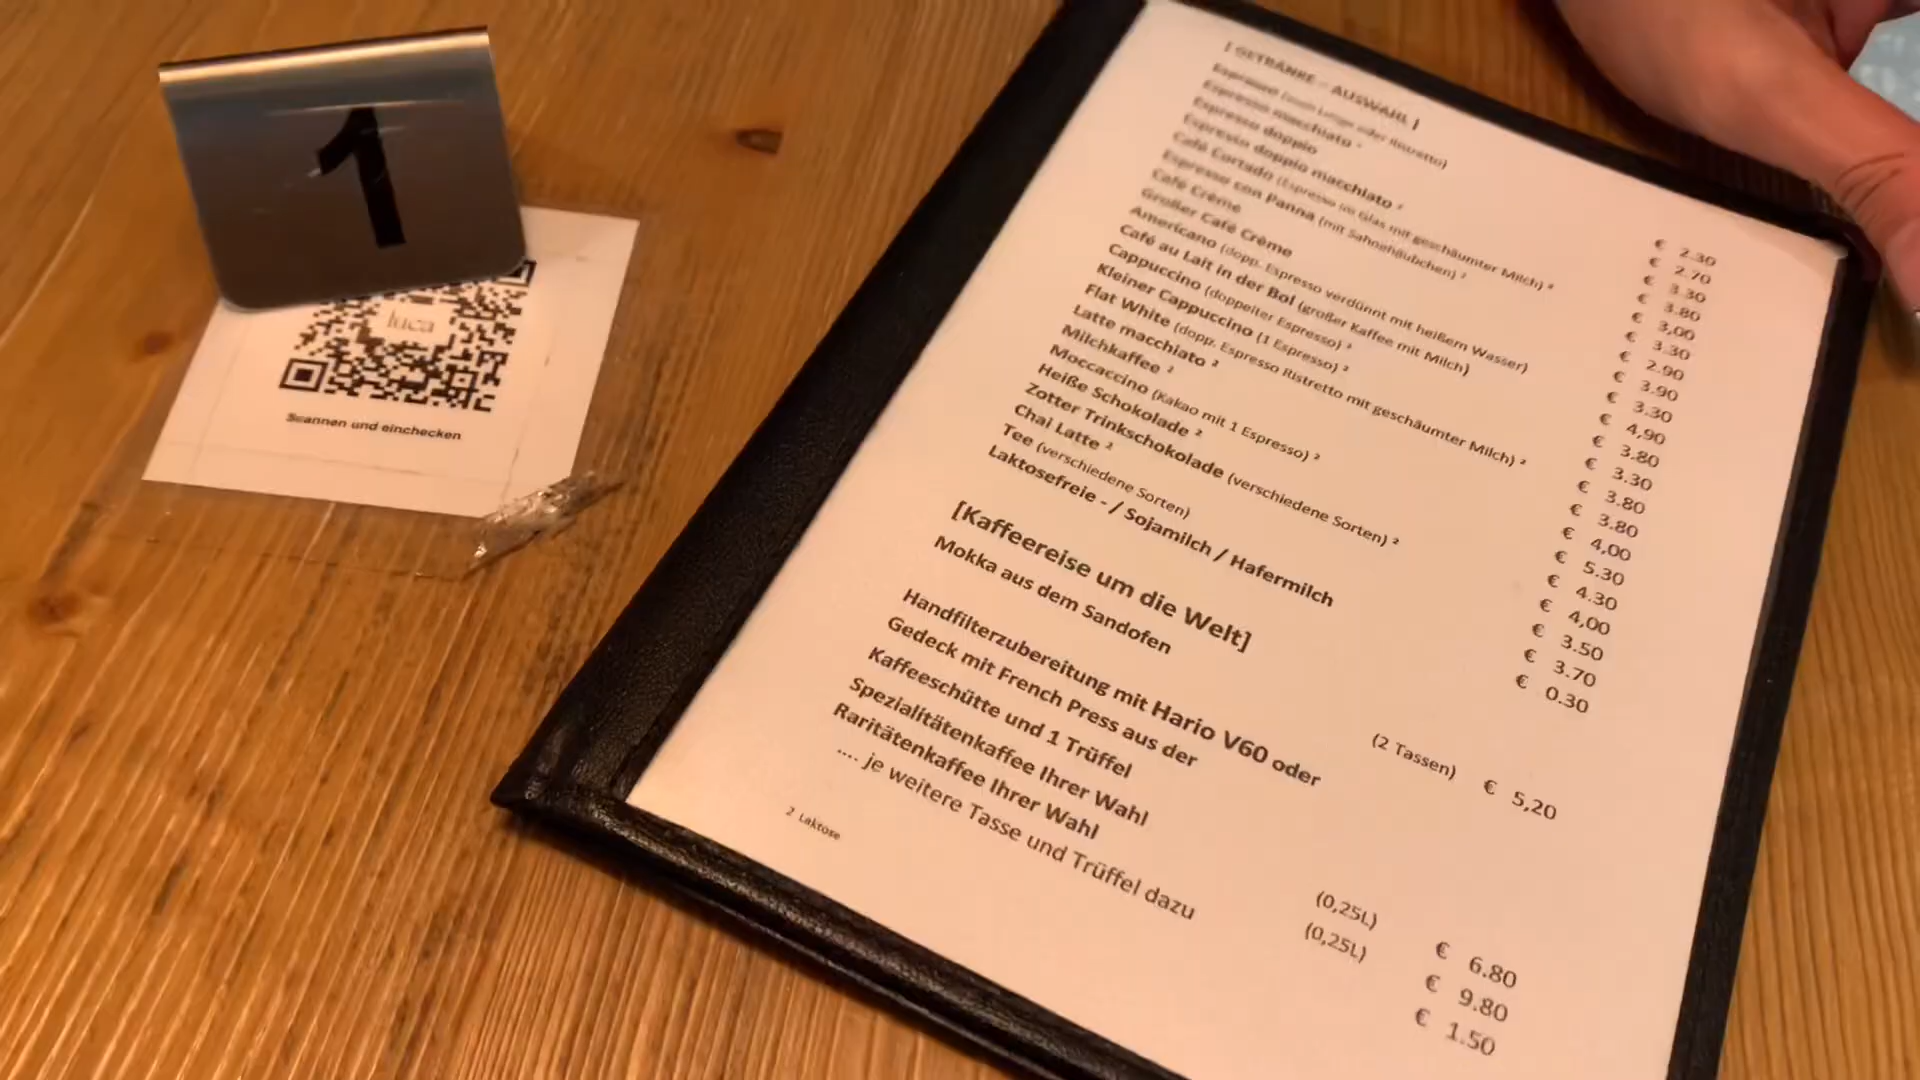 1
luca
Scannen und einchecken
[ GETRÄNKE – AUSWAHL ]
Espresso (auch Lungo oder Ristretto) € 2.30
Espresso macchiato ² € 2.70
Espresso doppio € 3.30
Espresso doppio macchiato ² € 3.80
Café Cortado (Espresso im Glas mit geschäumter Milch) ² € 3,00
Espresso con Panna (mit Sahnehäubchen) ² € 3.30
Café Crème € 2.90
Großer Café Crème € 3.90
Americano (dopp. Espresso verdünnt mit heißem Wasser) € 3.30
Café au Lait in der Bol (großer Kaffee mit Milch) € 4,90
Cappuccino (doppelter Espresso) ² € 3.80
Kleiner Cappuccino (1 Espresso) ² € 3.30
Flat White (dopp. Espresso Ristretto mit geschäumter Milch) ² € 3.80
Latte macchiato ² € 3.80
Milchkaffee ² € 4,00
Moccaccino (Kakao mit 1 Espresso) ² € 5.30
Heiße Schokolade ² € 4.30
Zotter Trinkschokolade (verschiedene Sorten) ² € 4,00
Chai Latte ² € 3.50
Tee (verschiedene Sorten) € 3.70
Laktosefreie - / Sojamilch / Hafermilch € 0.30
[Kaffeereise um die Welt]
Mokka aus dem Sandofen (2 Tassen) € 5,20
Handfilterzubereitung mit Hario V60 oder
Gedeck mit French Press aus der
Kaffeeschütte und 1 Trüffel
Spezialitätenkaffee Ihrer Wahl (0,25L) € 6.80
Raritätenkaffee Ihrer Wahl (0,25L) € 9.80
.... je weitere Tasse und Trüffel dazu € 1.50
2 Laktose